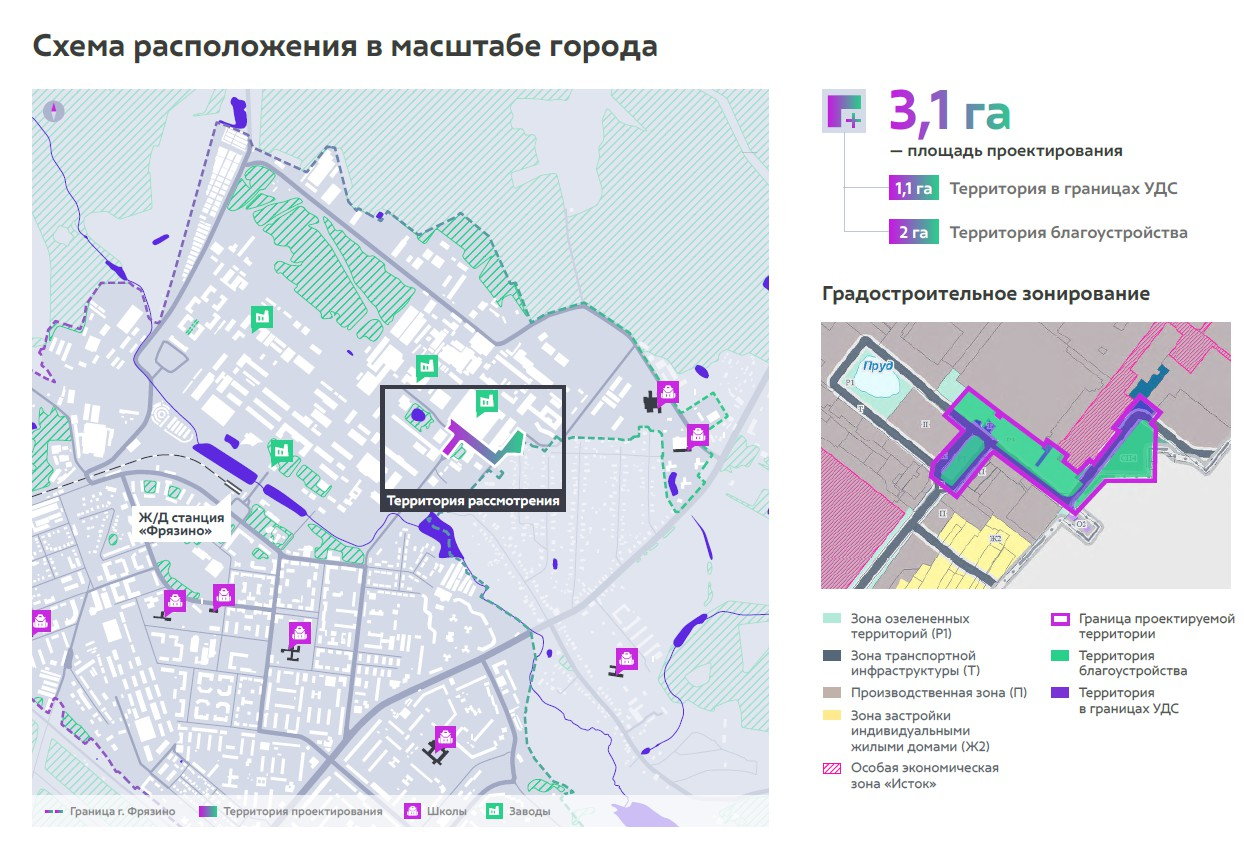 Схема расположения в масштабе города
3,1 га
— площадь проектирования
1,1 га Территория в границах УДС
2 га Территория благоустройства
Территория рассмотрения
Ж/Д станция
«Фрязино»
Граница г. Фрязино
Территория проектирования
Школы
Заводы
Градостроительное зонирование
Пруд
Р1
Т
П
П
Ж2
Зона озелененных
территорий (Р1)
Зона транспортной
инфраструктуры (Т)
Производственная зона (П)
Зона застройки
индивидуальными
жилыми домами (Ж2)
Особая экономическая
зона «Исток»
Граница проектируемой
территории
Территория
благоустройства
Территория
в границах УДС